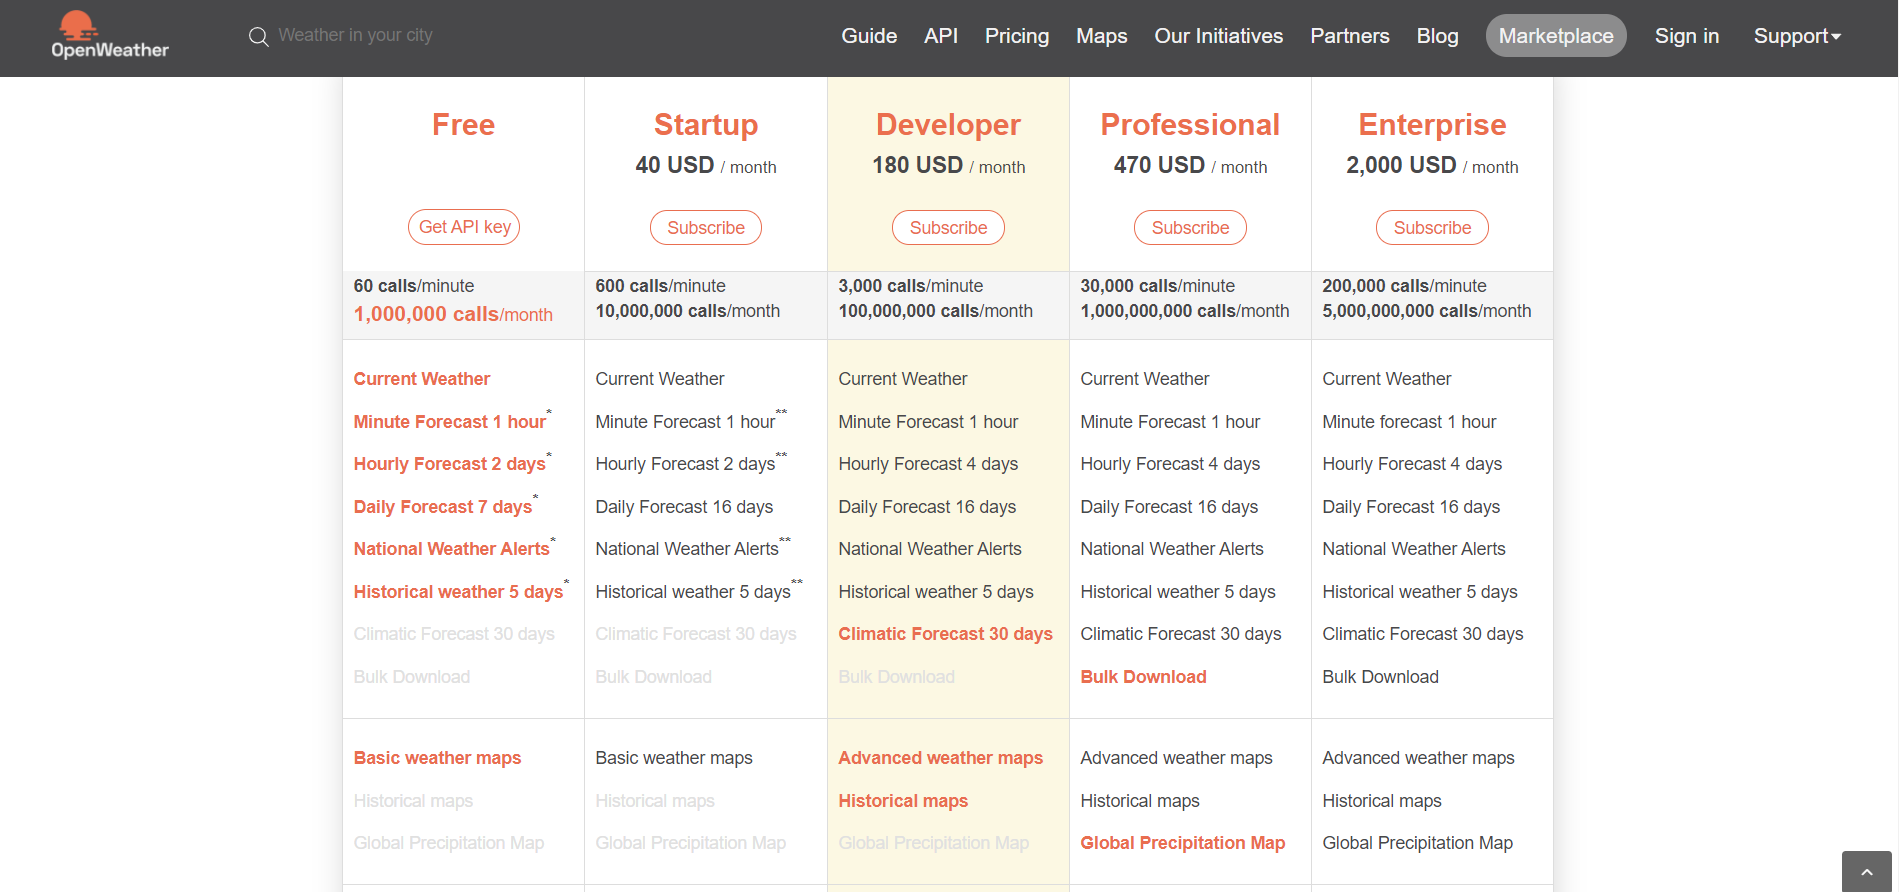 OpenWeather
Weather in your city
Guide
API
Pricing
Maps
Our Initiatives
Partners
Blog
Marketplace
Sign in
Support
Free
Get API key
60 calls/minute
1,000,000 calls/month
Current Weather
Minute Forecast 1 hour*
Hourly Forecast 2 days*
Daily Forecast 7 days*
National Weather Alerts*
Historical weather 5 days*
Climatic Forecast 30 days
Bulk Download
Basic weather maps
Historical maps
Global Precipitation Map
Startup
40 USD / month
Subscribe
600 calls/minute
10,000,000 calls/month
Current Weather
Minute Forecast 1 hour**
Hourly Forecast 2 days**
Daily Forecast 16 days
National Weather Alerts**
Historical weather 5 days**
Climatic Forecast 30 days
Bulk Download
Basic weather maps
Historical maps
Global Precipitation Map
Developer
180 USD / month
Subscribe
3,000 calls/minute
100,000,000 calls/month
Current Weather
Minute Forecast 1 hour
Hourly Forecast 4 days
Daily Forecast 16 days
National Weather Alerts
Historical weather 5 days
Climatic Forecast 30 days
Bulk Download
Advanced weather maps
Historical maps
Global Precipitation Map
Professional
470 USD / month
Subscribe
30,000 calls/minute
1,000,000,000 calls/month
Current Weather
Minute Forecast 1 hour
Hourly Forecast 4 days
Daily Forecast 16 days
National Weather Alerts
Historical weather 5 days
Climatic Forecast 30 days
Bulk Download
Advanced weather maps
Historical maps
Global Precipitation Map
Enterprise
2,000 USD / month
Subscribe
200,000 calls/minute
5,000,000,000 calls/month
Current Weather
Minute forecast 1 hour
Hourly Forecast 4 days
Daily Forecast 16 days
National Weather Alerts
Historical weather 5 days
Climatic Forecast 30 days
Bulk Download
Advanced weather maps
Historical maps
Global Precipitation Map